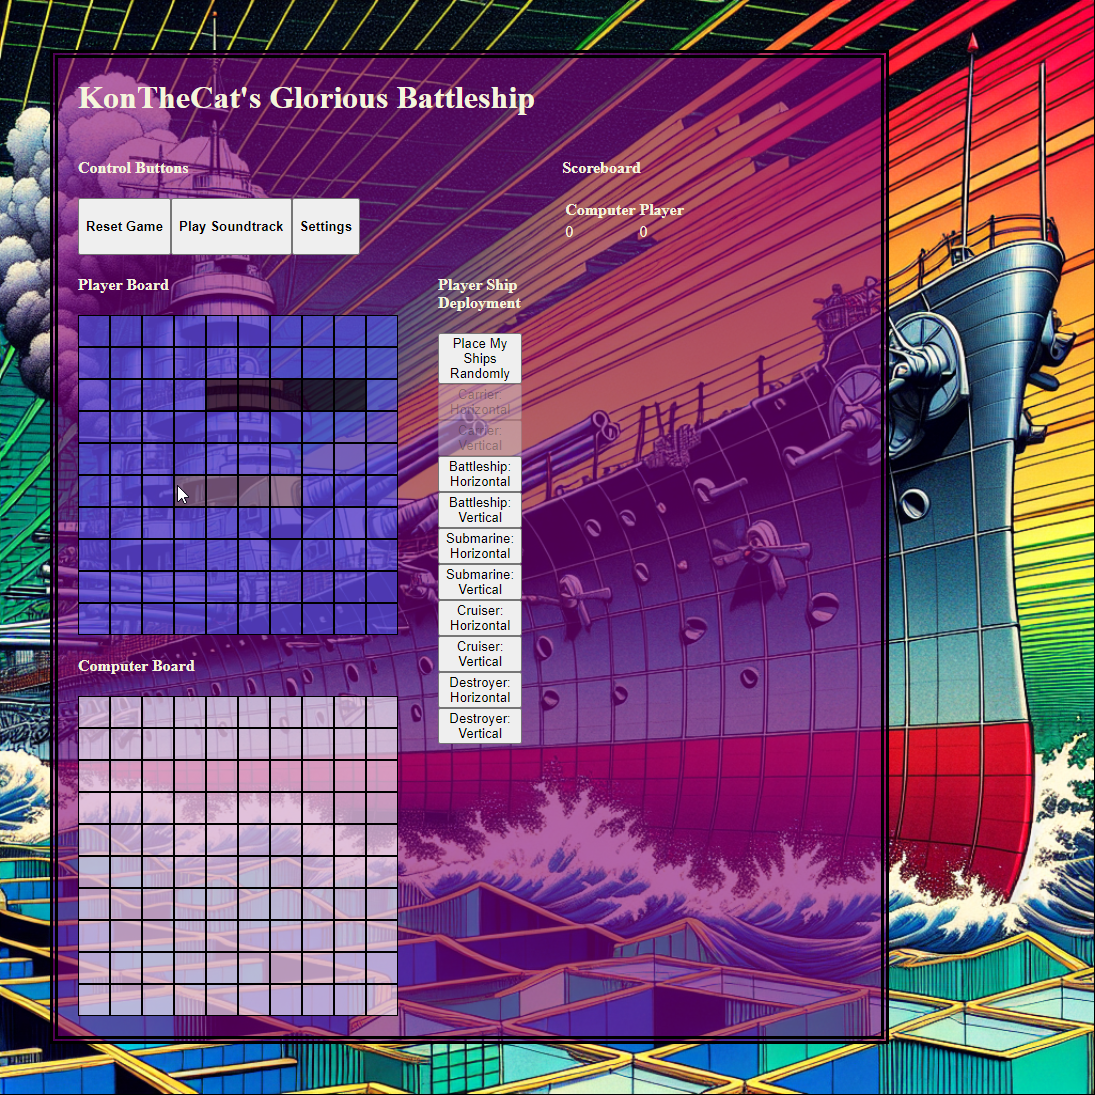 KonTheCat's Glorious Battleship
Control Buttons
Scoreboard
Reset Game Play Soundtrack Settings
Computer Player
0 0
Player Board
Player Ship
Deployment
Place My
Ships
Randomly
Carrier:
Horizontal
Carrier:
Vertical
Battleship:
Horizontal
Battleship:
Vertical
Submarine:
Horizontal
Submarine:
Vertical
Cruiser:
Horizontal
Cruiser:
Vertical
Destroyer:
Horizontal
Destroyer:
Vertical
Computer Board